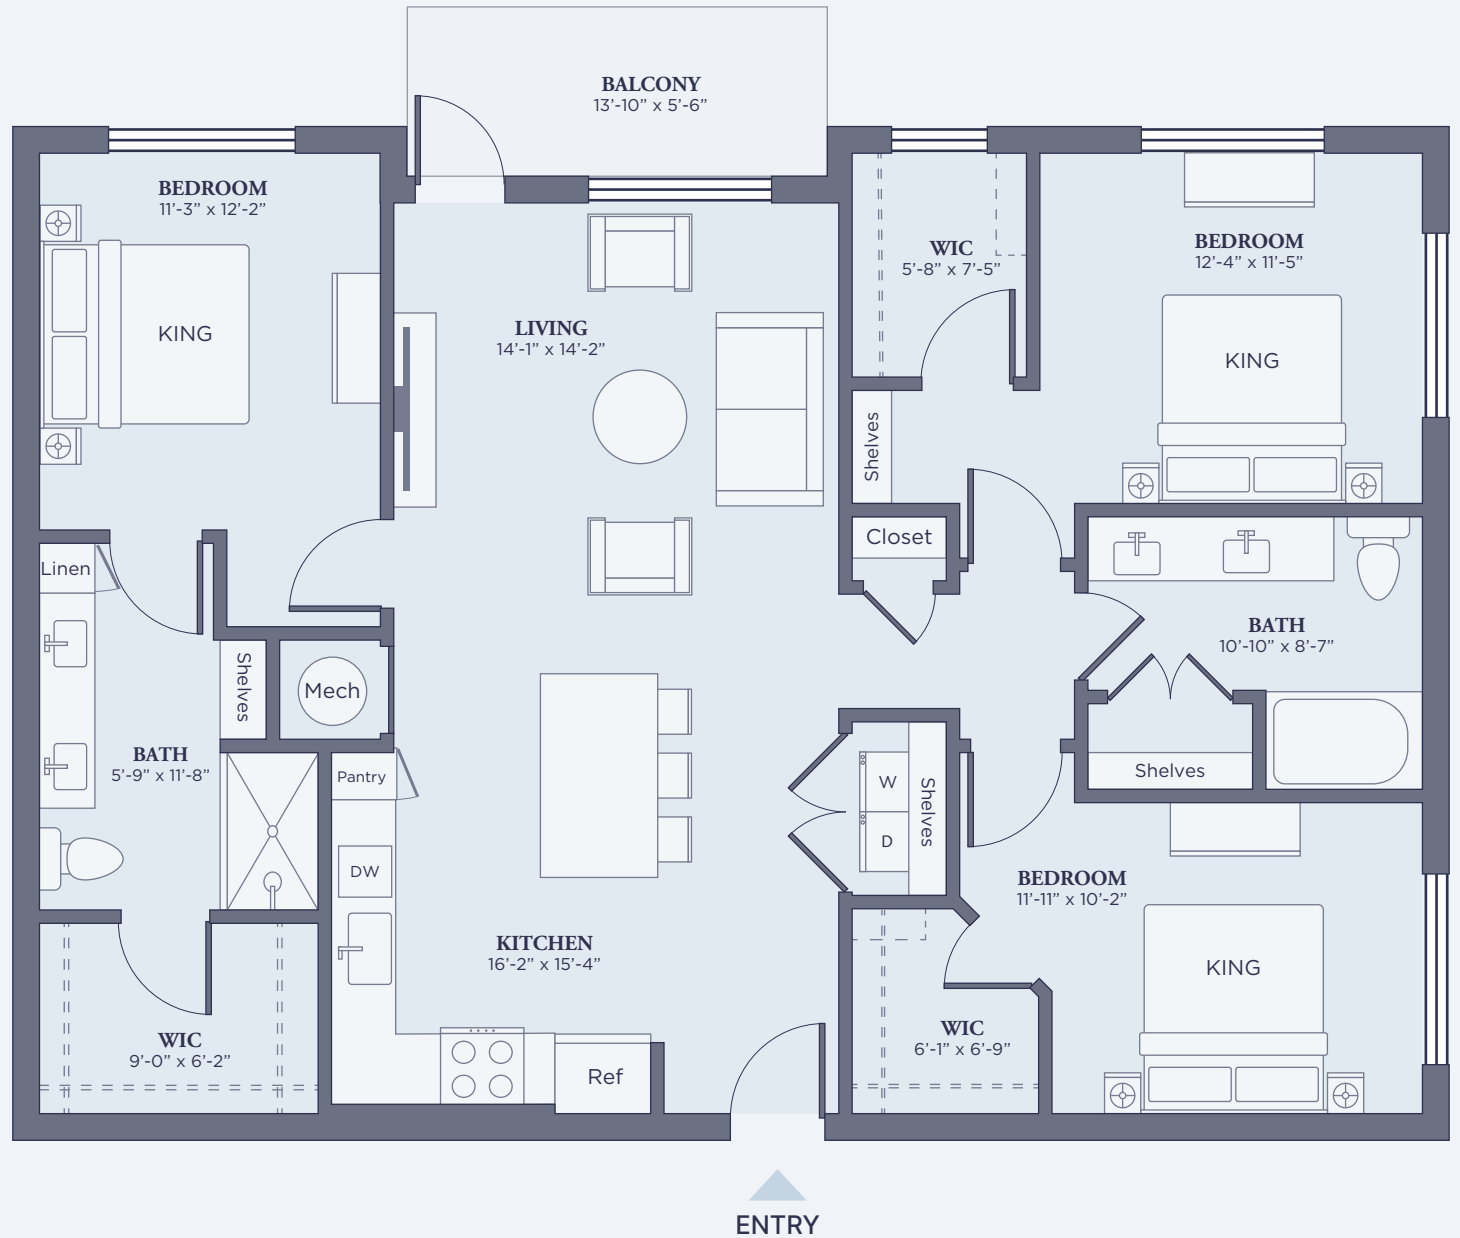 BALCONY
13’-10” x 5’-6”
BEDROOM
11’-3” x 12’-2”
KING
LIVING
14’-1” x 14’-2”
WIC
5’-8” x 7’-5”
BEDROOM
12’-4” x 11’-5”
KING
Shelves
Closet
Linen
BATH
10’-10” x 8’-7”
Shelves
Mech
BATH
5’-9” x 11’-8”
Pantry
DW
W
D
Shelves
Shelves
BEDROOM
11’-11” x 10’-2”
KING
KITCHEN
16’-2” x 15’-4”
WIC
9’-0” x 6’-2”
WIC
6’-1” x 6’-9”
Ref
ENTRY